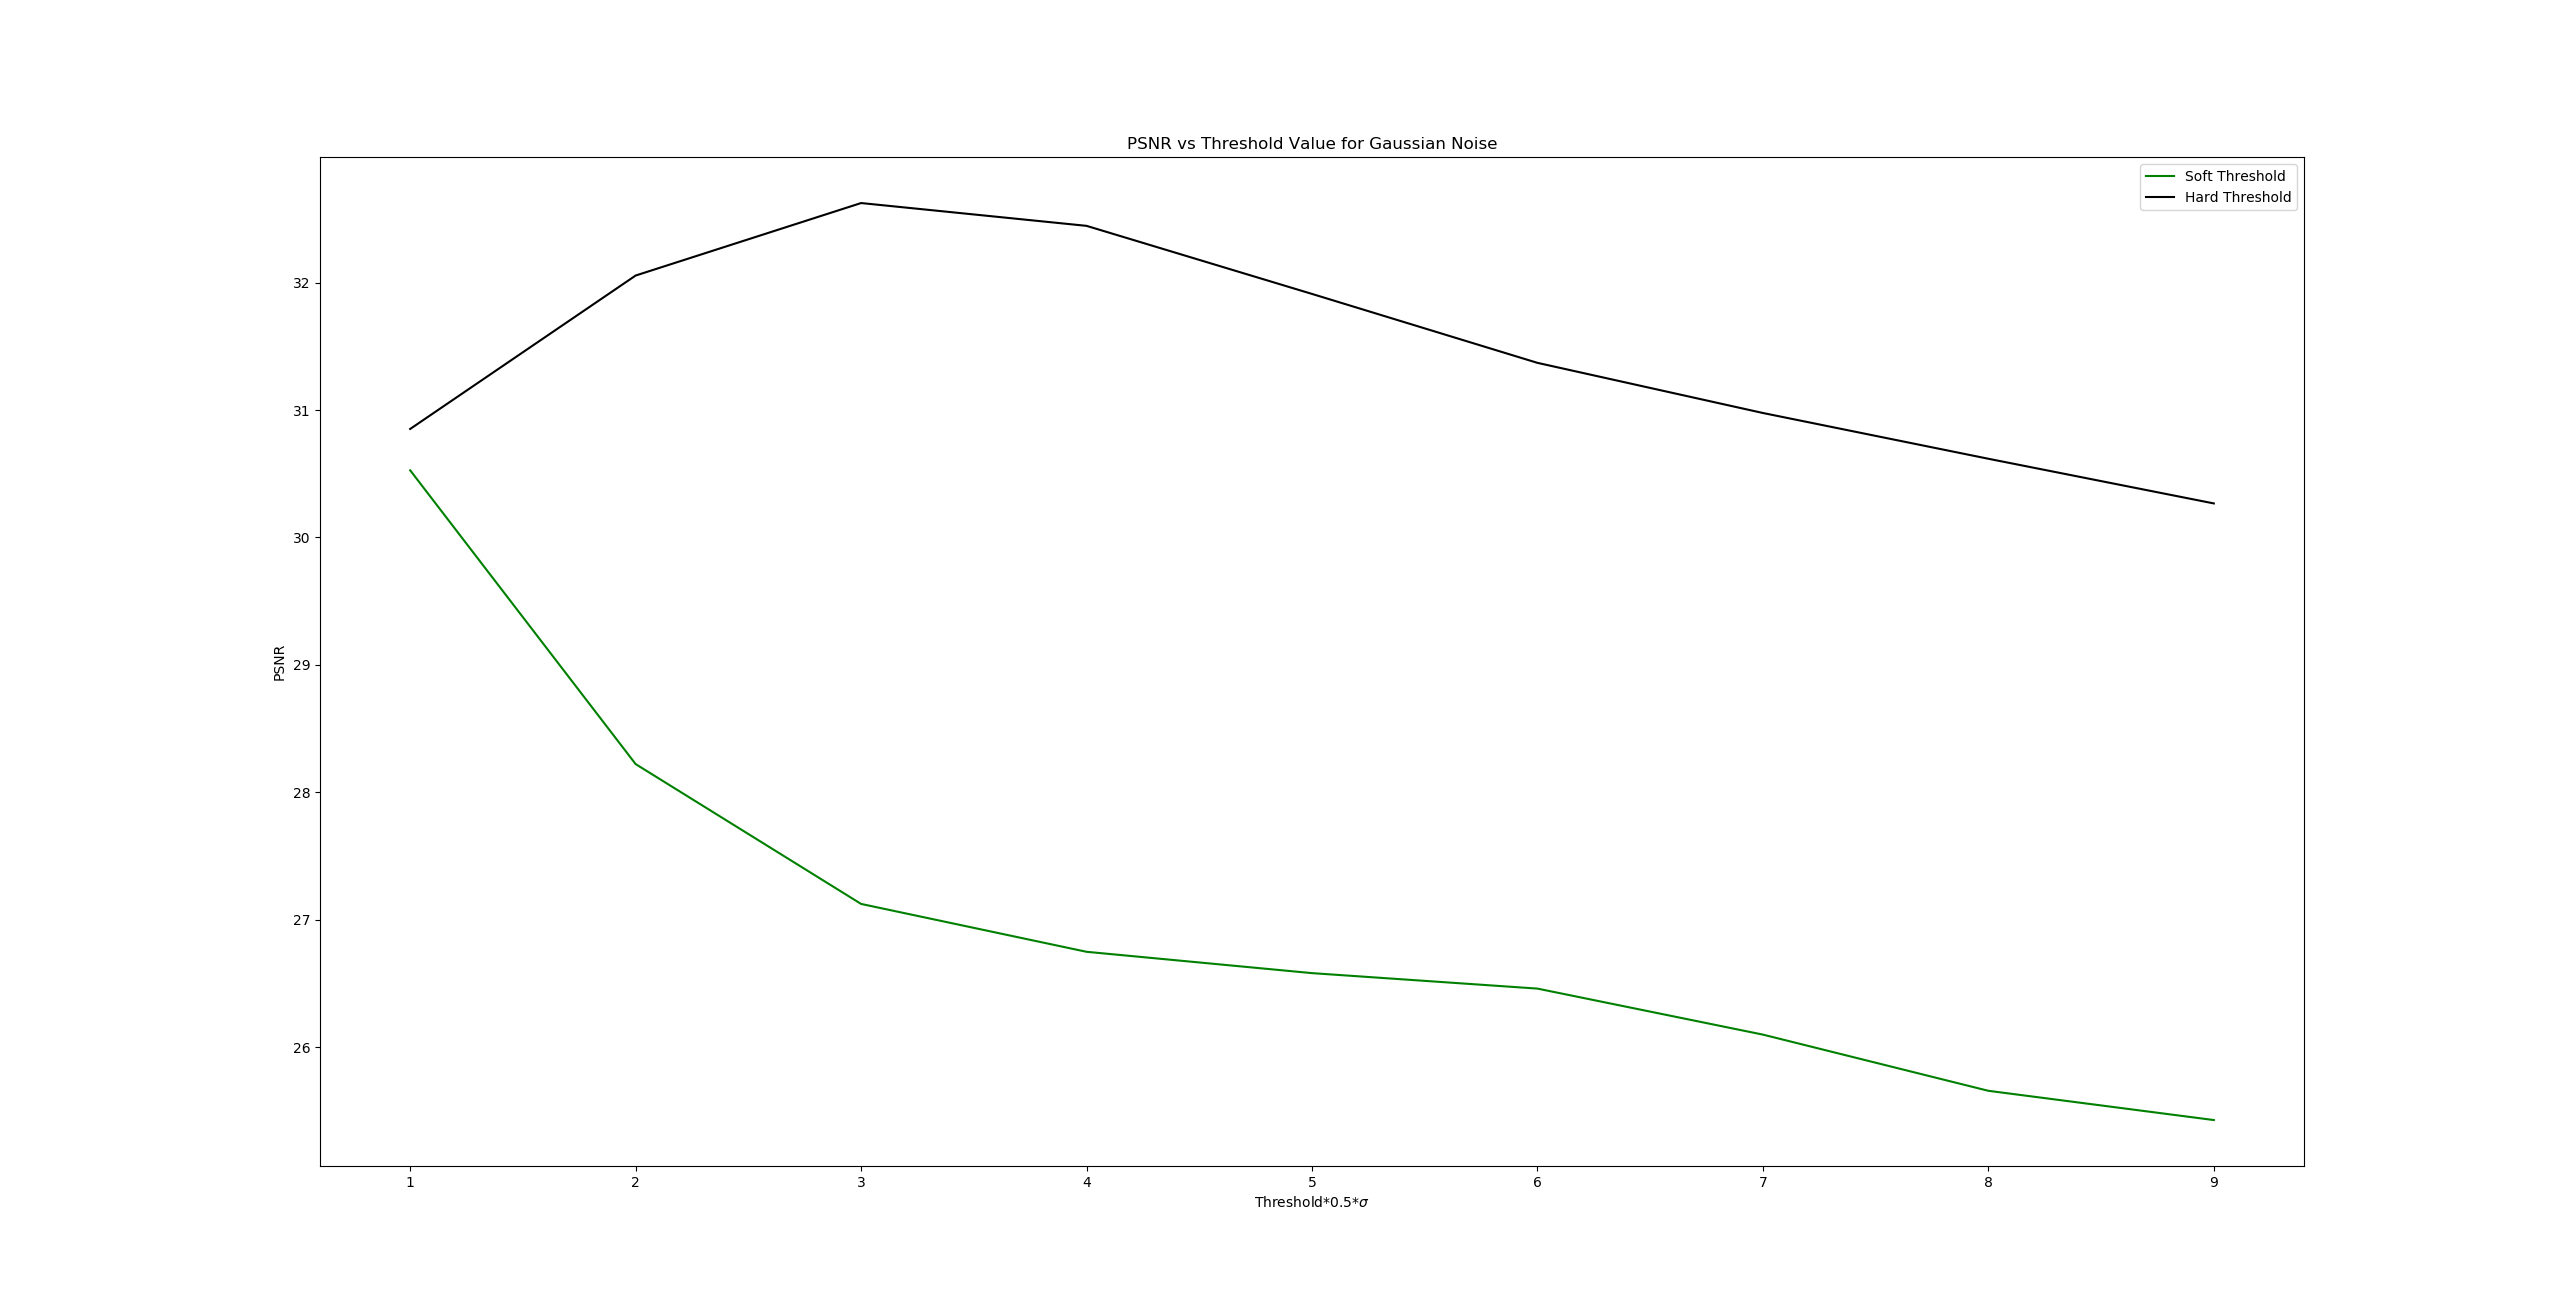 PSNR vs Threshold Value for Gaussian Noise
Soft Threshold
Hard Threshold
32
31
30
29
28
27
26
PSNR
1 2 3 4 5 6 7 8 9
Threshold*0.5*σ